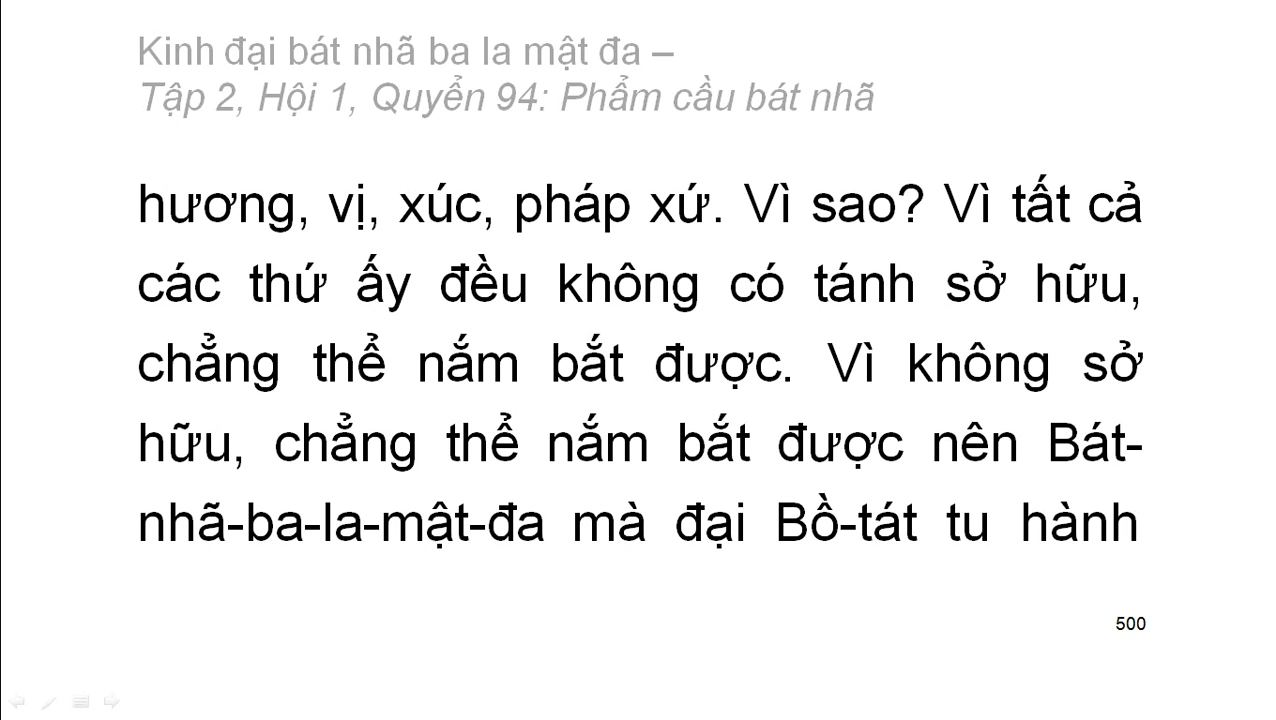 Kinh đại bát nhã ba la mật đa –
Tập 2, Hội 1, Quyển 94: Phẩm cầu bát nhã
hương, vị, xúc, pháp xứ. Vì sao? Vì tất cả
các thứ ấy đều không có tánh sở hữu,
chẳng thể nắm bắt được. Vì không sở
hữu, chẳng thể nắm bắt được nên Bát-
nhã-ba-la-mật-đa mà đại Bồ-tát tu hành
500